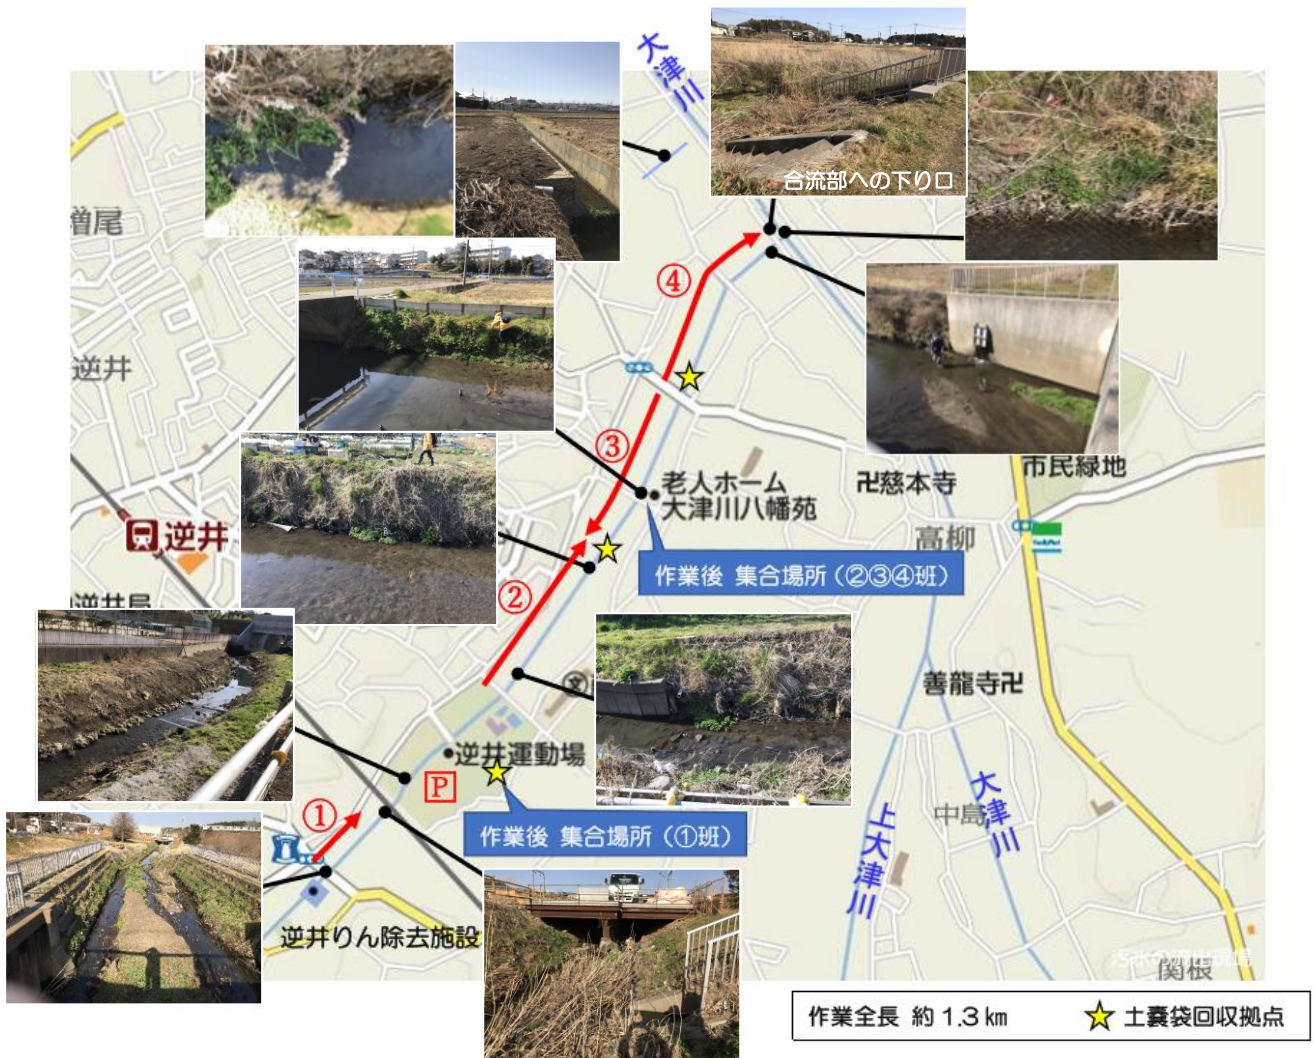 大津川
合流部への下り口
増尾
④
逆井
③
老人ホーム
大津川八幡苑
卍慈本寺
市民緑地
高柳
逆井
作業後 集合場所（②③④班）
②
逆井局
善龍寺卍
逆井運動場
P
①
作業後 集合場所（①班）
中島
大津川
上大津川
逆井りん除去施設
関根
作業全長 約 1.3 km
土嚢袋回収拠点